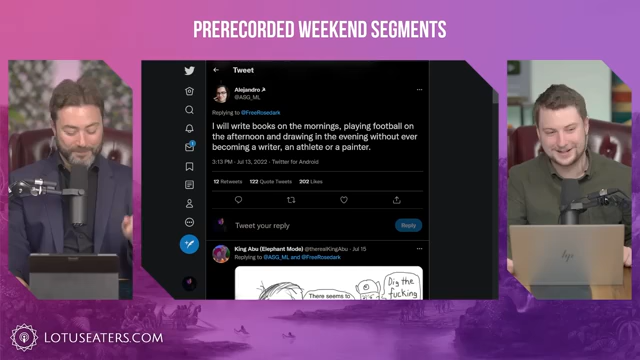 PRERECORDED WEEKEND SEGMENTS
Tweet
Alejandro
@ASG_ML
Replying to @FreeRosedark
I will write books on the mornings, playing football on
the afternoon and drawing in the evening without ever
becoming a writer, an athlete or a painter.
3:13 PM · Jul 13, 2022 · Twitter for Android
12 Retweets 122 Quote Tweets 202 Likes
Tweet your reply
Reply
King Abu (Elephant Mode) @therealKingAbu · Jul 15
Replying to @ASG_ML and @FreeRosedark
There seems to
Dig the
fucking
hp
LOTUSEATERS.COM